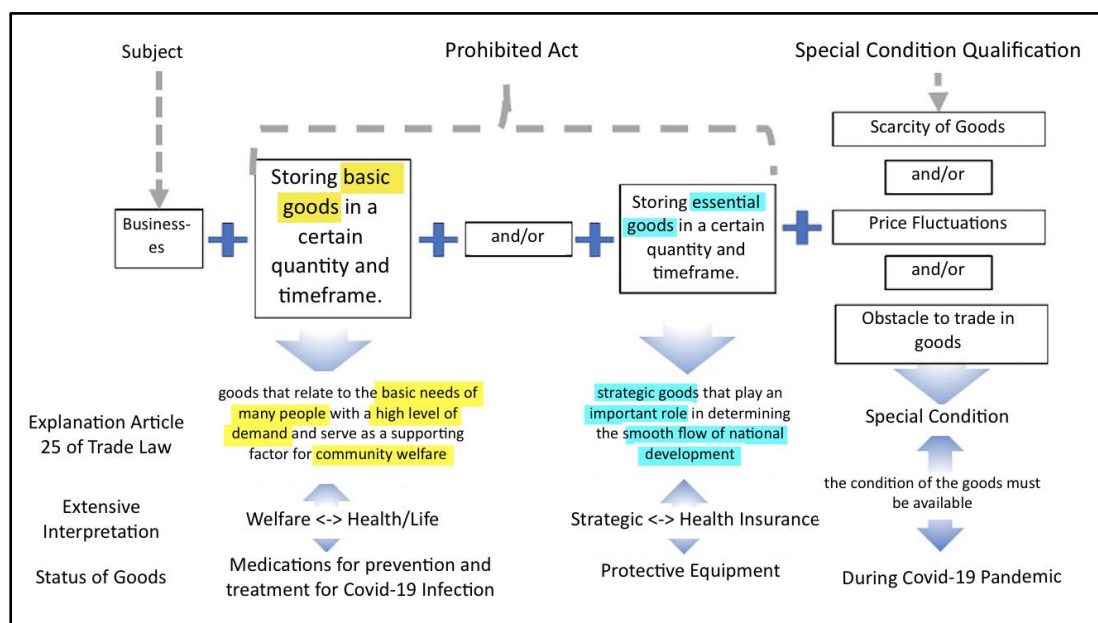 Subject
Prohibited Act
Special Condition Qualification
Business-
es
Storing basic
goods in a
certain
quantity and
timeframe.
and/or
Storing essential
goods in a certain
quantity and
timeframe.
Scarcity of Goods
and/or
Price Fluctuations
and/or
Obstacle to trade in
goods
Explanation Article
25 of Trade Law
goods that relate to the basic needs of
many people with a high level of
demand and serve as a supporting
factor for community welfare
strategic goods that play an
important role in determining
the smooth flow of national
development
Special Condition
Extensive
Interpretation
Welfare <-> Health/Life
Strategic <-> Health Insurance
the condition of the goods must
be available
Status of Goods
Medications for prevention and
treatment for Covid-19 Infection
Protective Equipment
During Covid-19 Pandemic